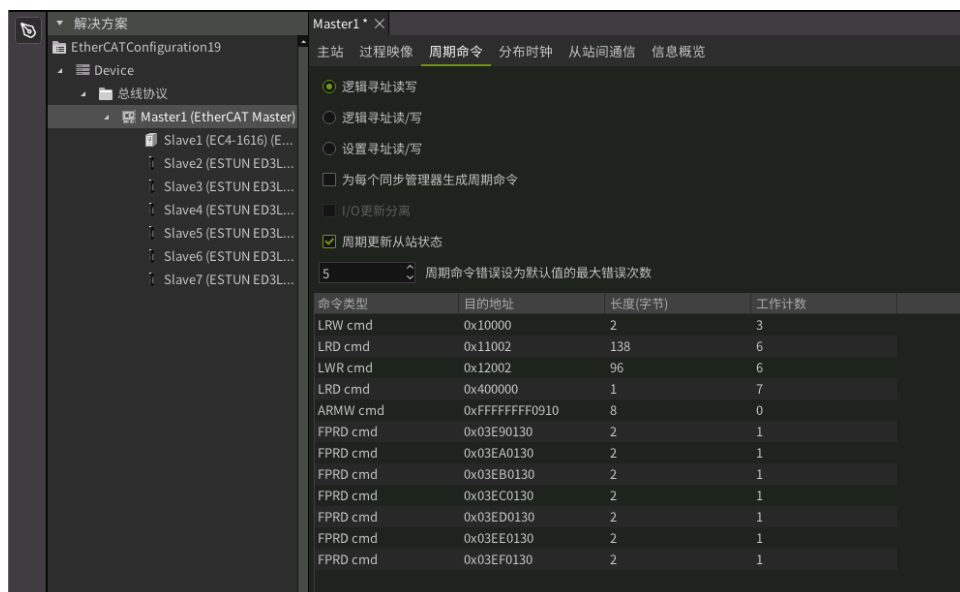 解决方案
EtherCATConfiguration19
Device
总线协议
Master1 (EtherCAT Master)
Slave1 (EC4-1616) (E...
Slave2 (ESTUN ED3L...
Slave3 (ESTUN ED3L...
Slave4 (ESTUN ED3L...
Slave5 (ESTUN ED3L...
Slave6 (ESTUN ED3L...
Slave7 (ESTUN ED3L...
Master1 *
主站 过程映像 周期命令 分布时钟 从站间通信 信息概览
逻辑寻址读写
逻辑寻址读/写
设置寻址读/写
为每个同步管理器生成周期命令
I/O更新分离
周期更新从站状态
5 周期命令错误设为默认值的最大错误次数
命令类型 目的地址 长度(字节) 工作计数
LRW cmd 0x10000 2 3
LRD cmd 0x11002 138 6
LWR cmd 0x12002 96 6
LRD cmd 0x400000 1 7
ARMW cmd 0xFFFFFFFF0910 8 0
FPRD cmd 0x03E90130 2 1
FPRD cmd 0x03EA0130 2 1
FPRD cmd 0x03EB0130 2 1
FPRD cmd 0x03EC0130 2 1
FPRD cmd 0x03ED0130 2 1
FPRD cmd 0x03EE0130 2 1
FPRD cmd 0x03EF0130 2 1